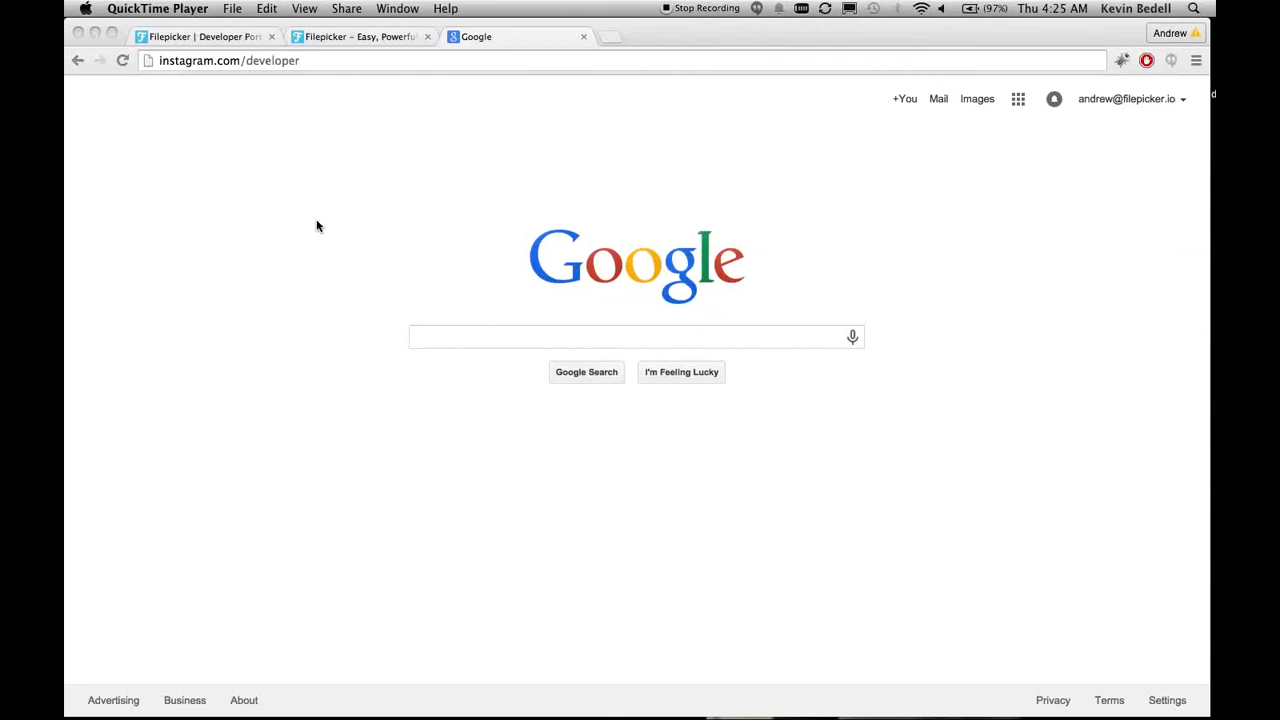 QuickTime Player File Edit View Share Window Help Stop Recording (97%) Thu 4:25 AM Kevin Bedell
Filepicker | Developer Port Filepicker – Easy, Powerful Google Andrew
instagram.com/developer
+You Mail Images andrew@filepicker.io
Google
Google Search I'm Feeling Lucky
Advertising Business About Privacy Terms Settings